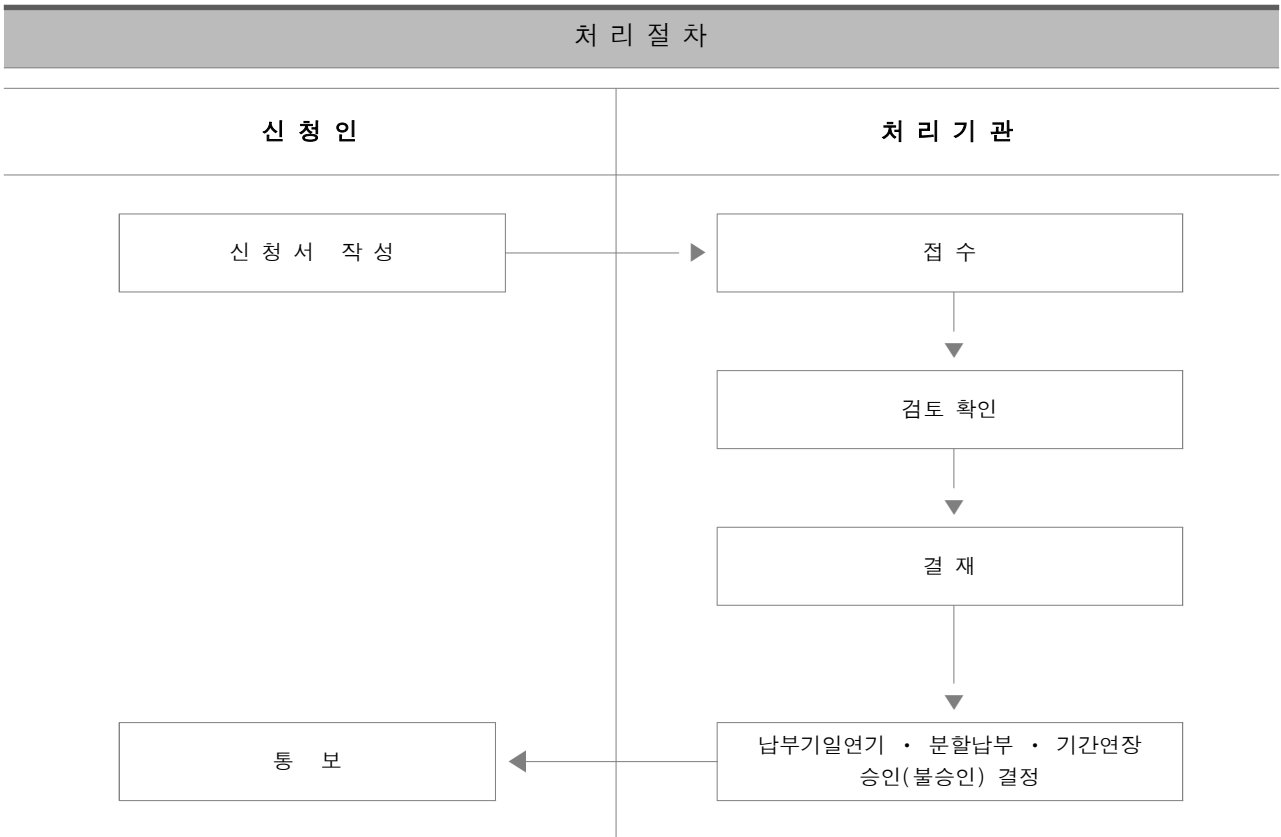 처 리 절 차
신 청 인
처 리 기 관
신 청 서 작 성
접 수
검토 확인
결 재
납부기일연기 · 분할납부 · 기간연장
승인(불승인) 결정
통 보